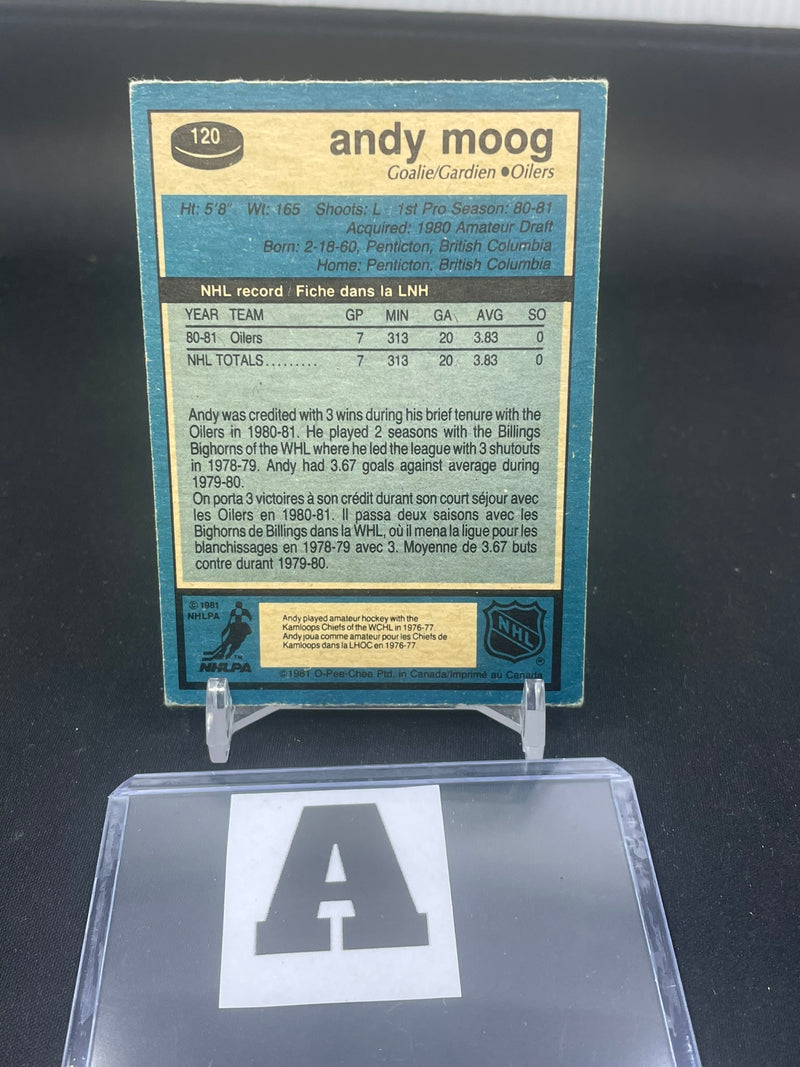 120
andy moog
Goalie/Gardien ●Oilers
Ht: 5'8" Wt: 165 Shoots: L 1st Pro Season: 80-81
Acquired: 1980 Amateur Draft
Born: 2-18-60, Penticton, British Columbia
Home: Penticton, British Columbia
NHL record / Fiche dans la LNH
YEAR TEAM GP MIN GA AVG SO
80-81 Oilers 7 313 20 3.83 0
NHL TOTALS......... 7 313 20 3.83 0
Andy was credited with 3 wins during his brief tenure with the
Oilers in 1980-81. He played 2 seasons with the Billings
Bighorns of the WHL where he led the league with 3 shutouts
in 1978-79. Andy had 3.67 goals against average during
1979-80.
On porta 3 victoires à son crédit durant son court séjour avec
les Oilers en 1980-81. Il passa deux saisons avec les
Bighorns de Billings dans la WHL, où il mena la ligue pour les
blanchissages en 1978-79 avec 3. Moyenne de 3.67 buts
contre durant 1979-80.
© 1981
NHLPA
Andy played amateur hockey with the
Kamloops Chiefs of the WCHL in 1976-77.
Andy joua comme amateur pour les Chiefs de
Kamloops dans la LHOC en 1976-77.
NHL
®
TM
NHLPA
©1981 O-Pee-Chee Ptd. in Canada/Imprimé au Canada
A